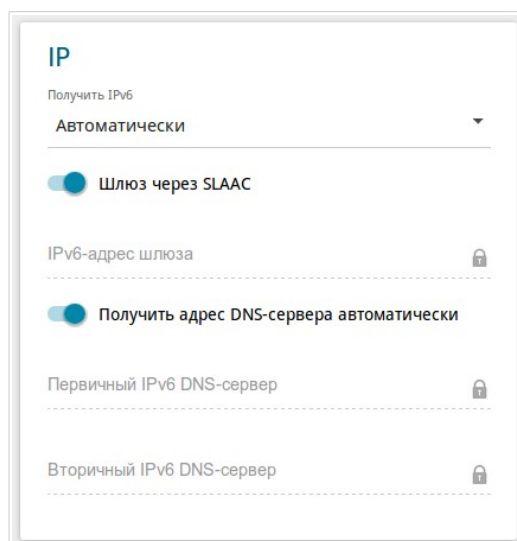 IP
Получить IPv6
Автоматически
Шлюз через SLAAC
IPv6-адрес шлюза
Получить адрес DNS-сервера автоматически
Первичный IPv6 DNS-сервер
Вторичный IPv6 DNS-сервер